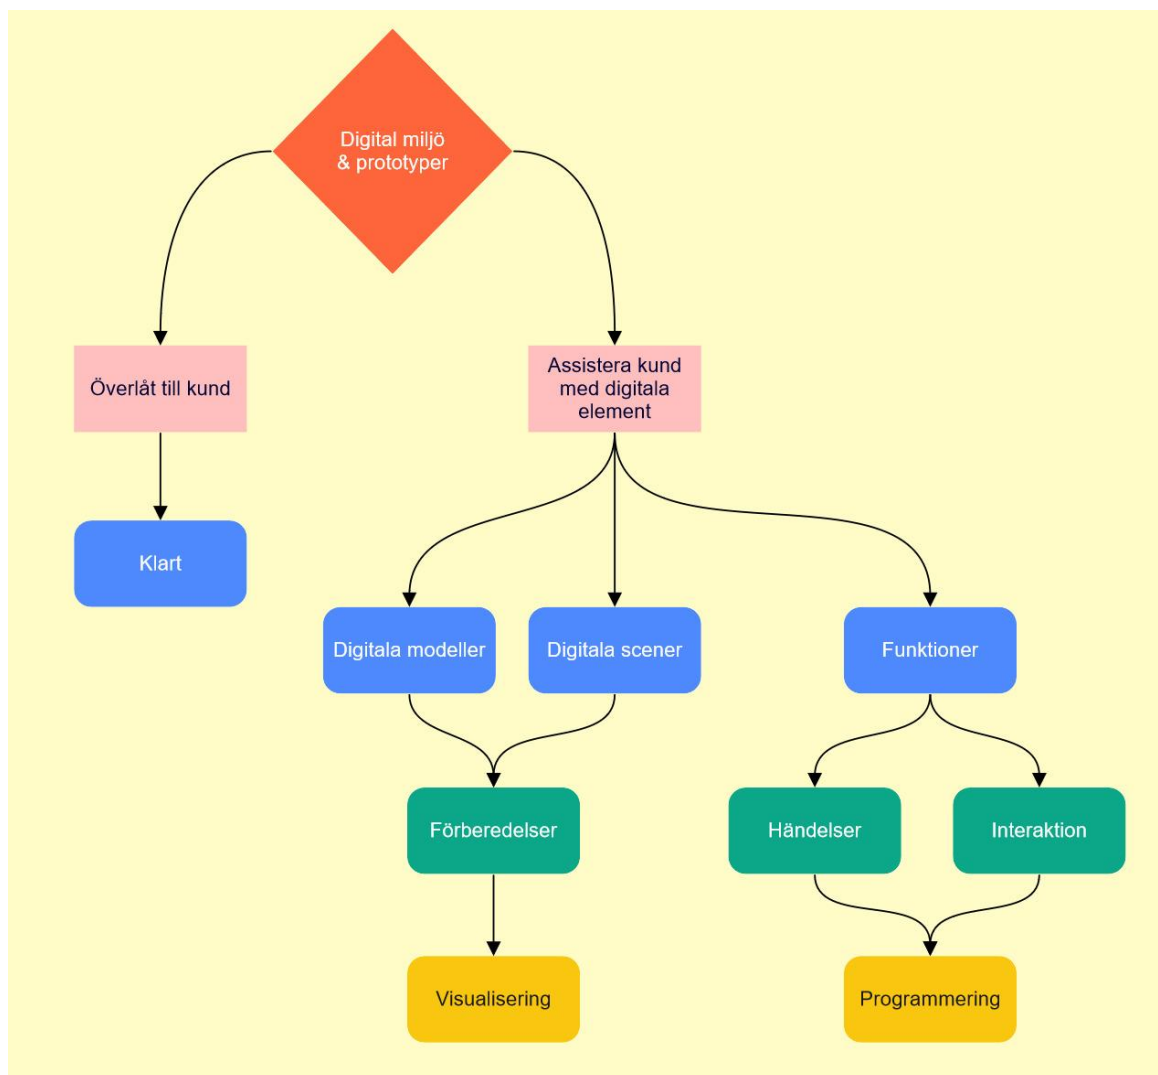 Digital miljö
& prototyper
Överlåt till kund
Assistera kund
med digitala
element
Klart
Digitala modeller
Digitala scener
Funktioner
Förberedelser
Händelser
Interaktion
Visualisering
Programmering